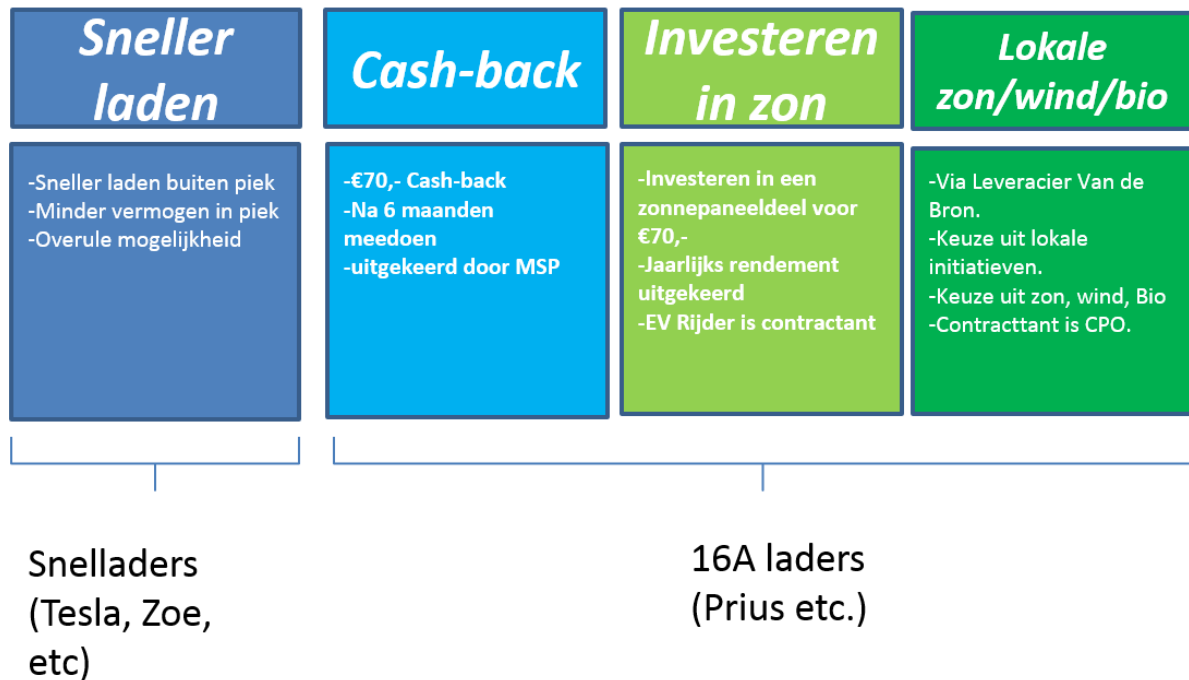 Sneller
laden
-Sneller laden buiten piek
-Minder vermogen in piek
-Overule mogelijkheid
Cash-back
-€70,- Cash-back
-Na 6 maanden
meedoen
-uitgekeerd door MSP
Investeren
in zon
-Investeren in een
zonnepaneeldeel voor
€70,-
-Jaarlijks rendement
uitgekeerd
-EV Rijder is contractant
Lokale
zon/wind/bio
-Via Leveracier Van de
Bron.
-Keuze uit lokale
initiatieven.
-Keuze uit zon, wind, Bio
-Contracttant is CPO.
Snelladers
(Tesla, Zoe,
etc)
16A laders
(Prius etc.)